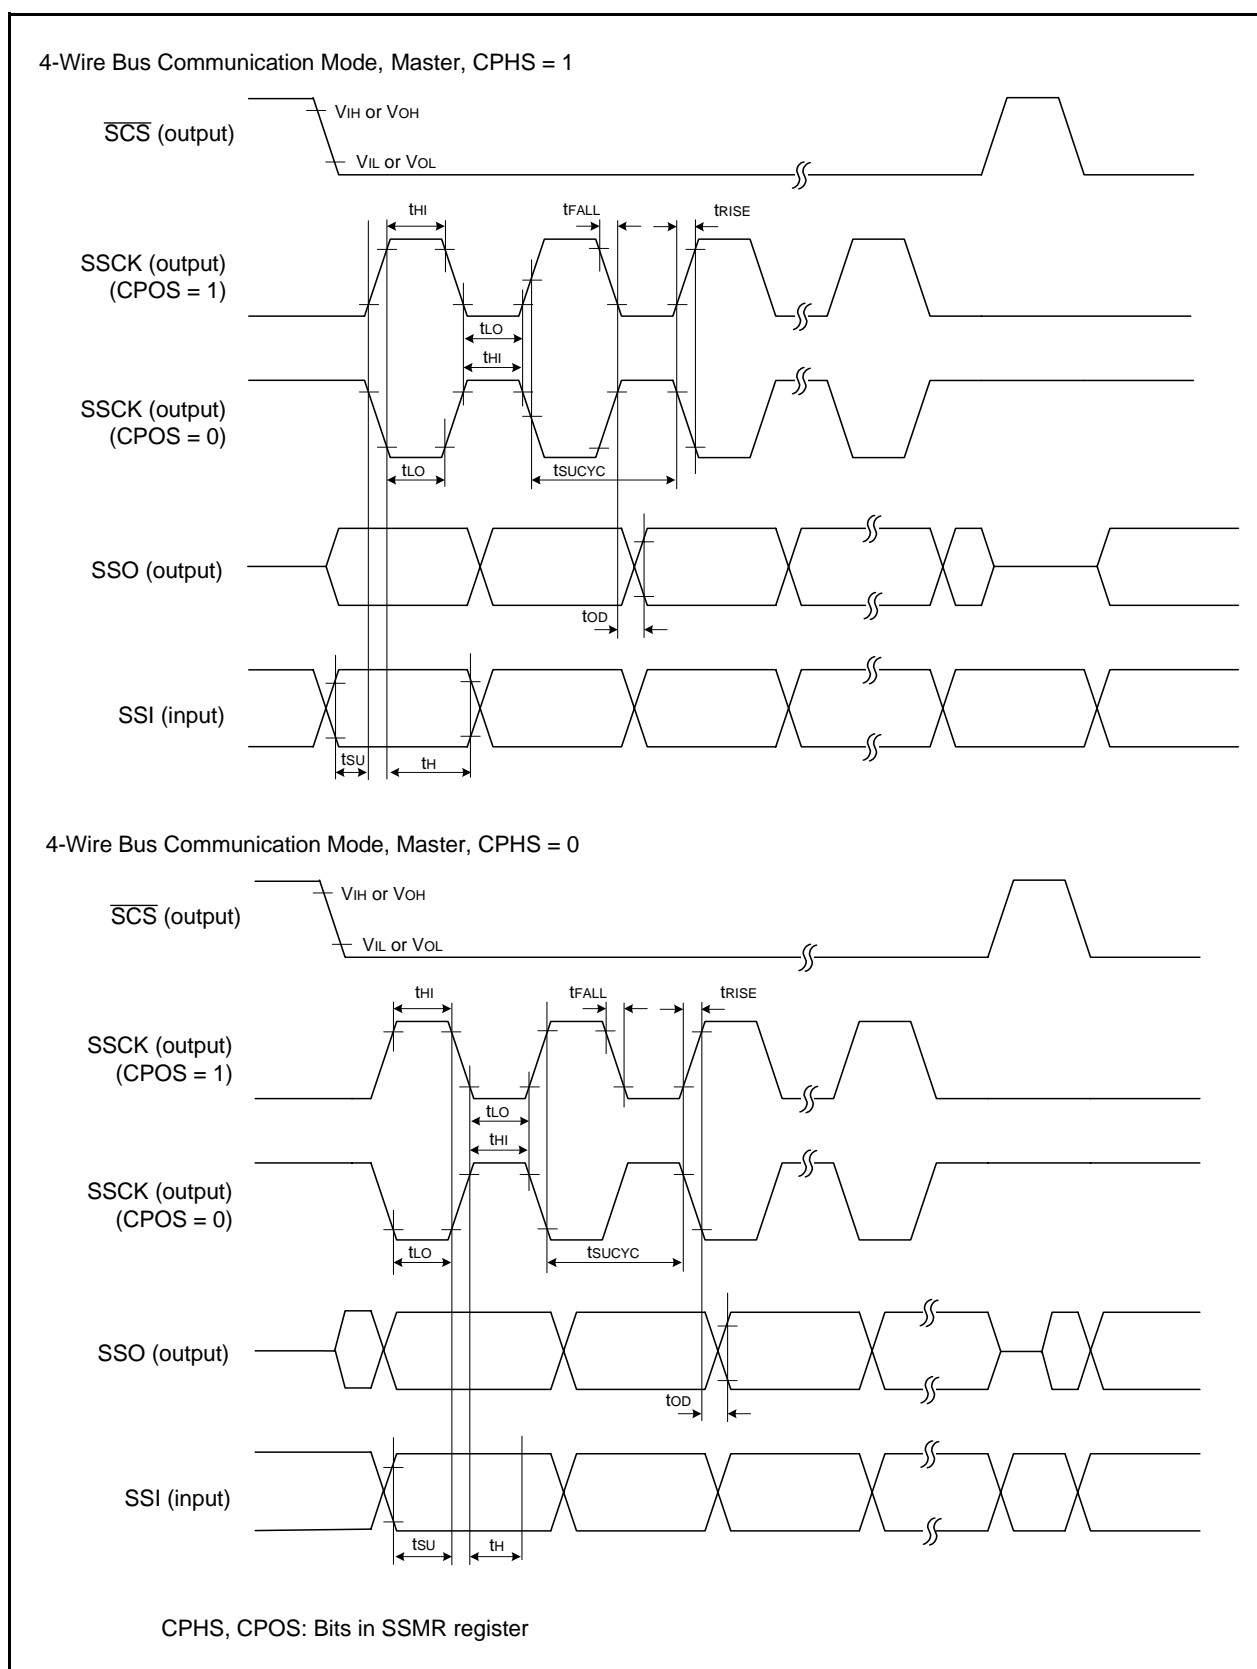 4-Wire Bus Communication Mode, Master, CPHS = 1
VIH or VOH
SCS (output)
VIL or VOL
tHI
tFALL
tRISE
SSCK (output)
(CPOS = 1)
tLO
tHI
SSCK (output)
(CPOS = 0)
tLO
tSUCYC
SSO (output)
tOD
SSI (input)
tSU
tH
4-Wire Bus Communication Mode, Master, CPHS = 0
VIH or VOH
SCS (output)
VIL or VOL
tHI
tFALL
tRISE
SSCK (output)
(CPOS = 1)
tLO
tHI
SSCK (output)
(CPOS = 0)
tLO
tSUCYC
SSO (output)
tOD
SSI (input)
tSU
tH
CPHS, CPOS: Bits in SSMR register